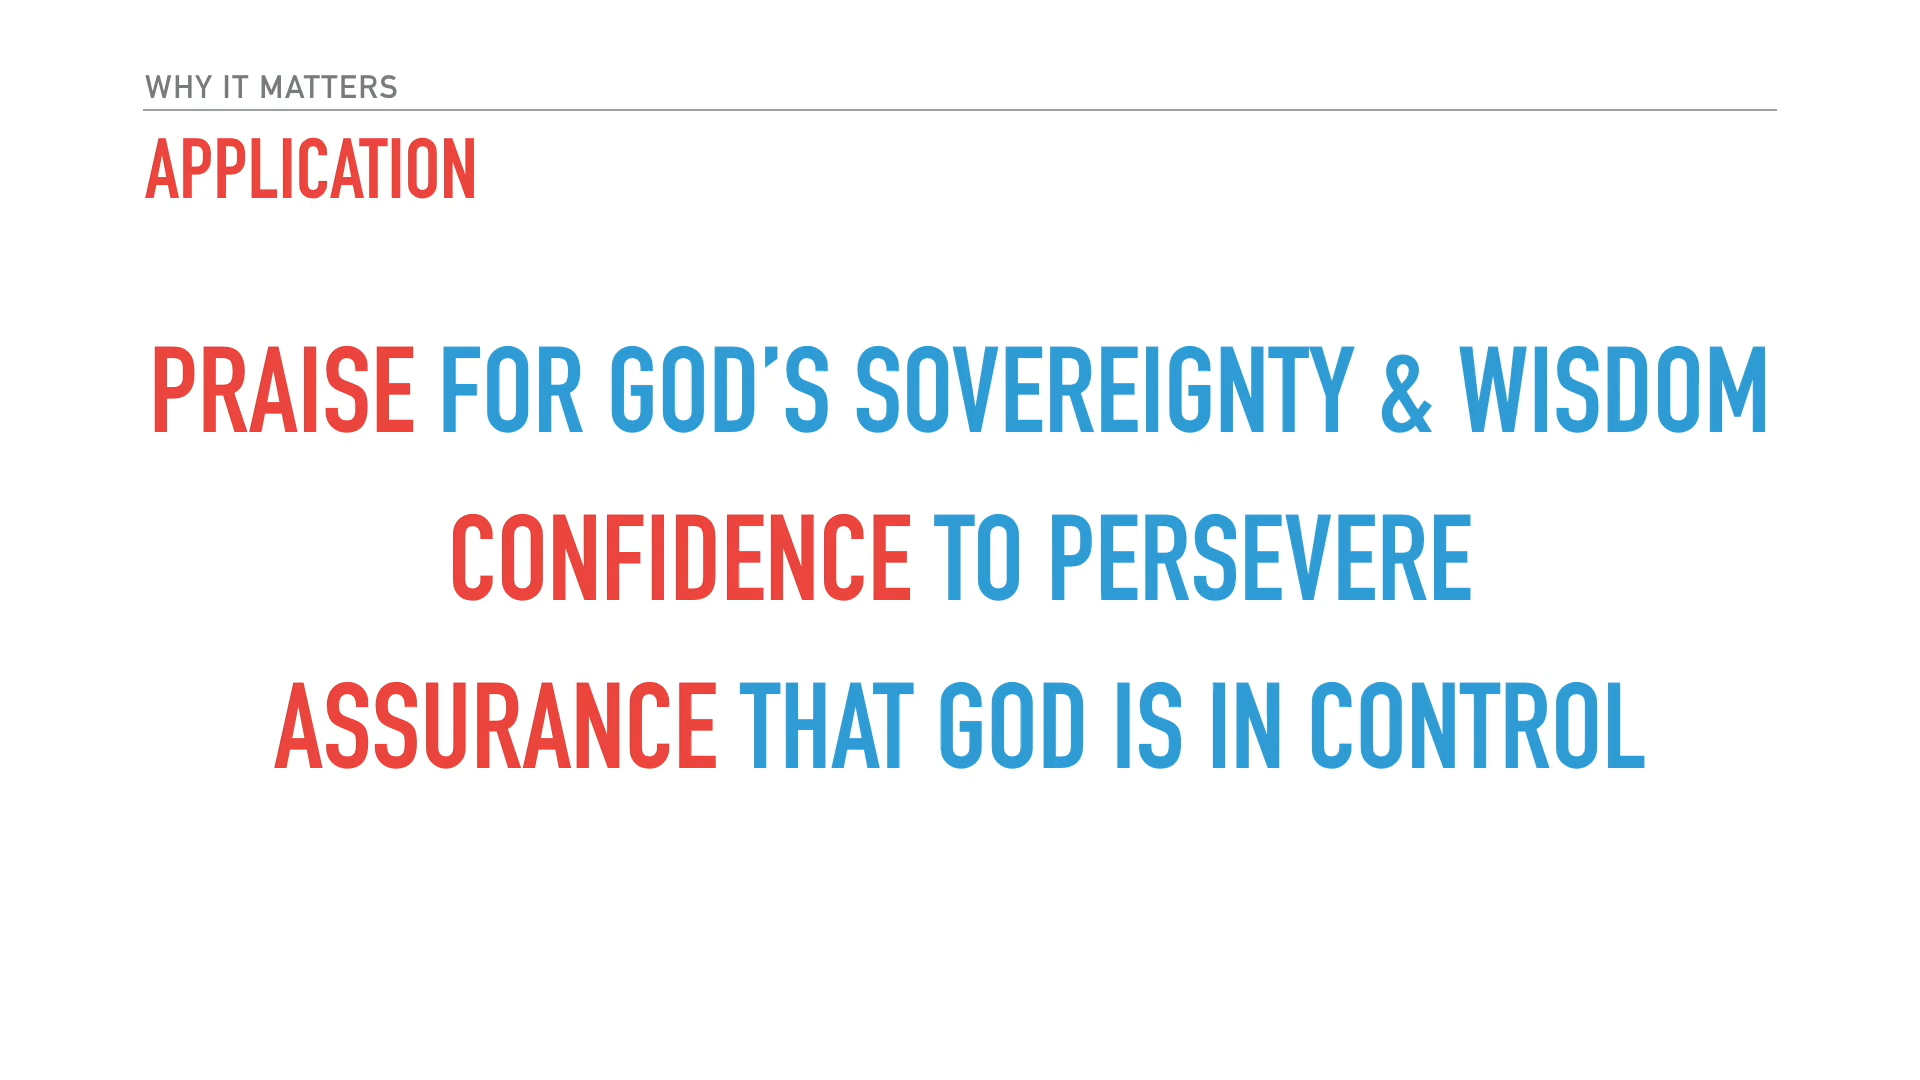 WHY IT MATTERS
APPLICATION
PRAISE FOR GOD’S SOVEREIGNTY & WISDOM
CONFIDENCE TO PERSEVERE
ASSURANCE THAT GOD IS IN CONTROL